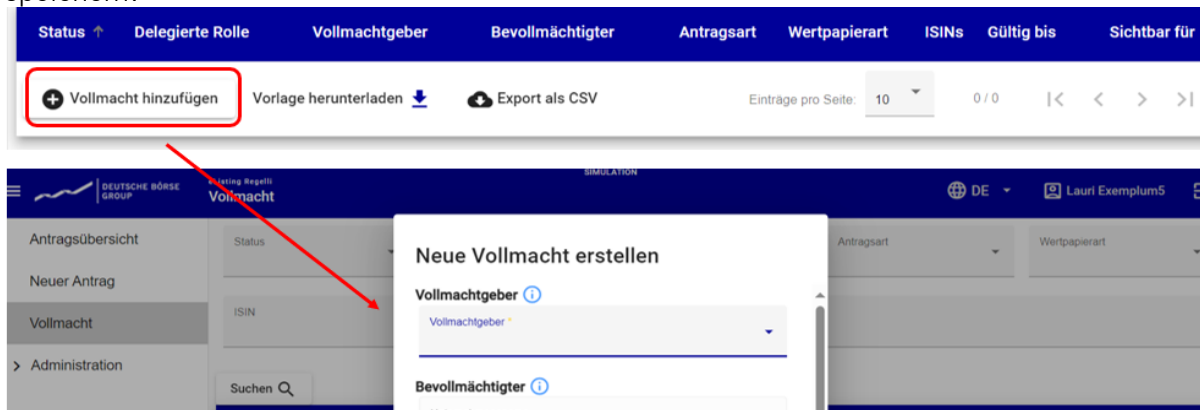 Status ↑ Delegierte Rolle Vollmachtgeber Bevollmächtigter Antragsart Wertpapierart ISINs Gültig bis Sichtbar für
Vollmacht hinzufügen Vorlage herunterladen Export als CSV Einträge pro Seite: 10 0 / 0
SIMULATION
DEUTSCHE BÖRSE
GROUP
Listing Regelli
Vollmacht
DE Lauri Exemplum5
Antragsübersicht
Neuer Antrag
Vollmacht
Administration
Status
Antragsart
Wertpapierart
ISIN
Suchen
Neue Vollmacht erstellen
Vollmachtgeber
Vollmachtgeber *
Bevollmächtigter